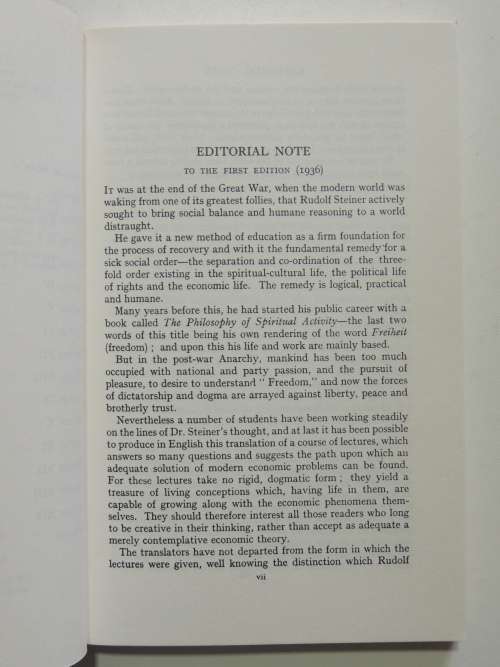 EDITORIAL NOTE
TO THE FIRST EDITION (1936)
IT was at the end of the Great War, when the modern world was
waking from one of its greatest follies, that Rudolf Steiner actively
sought to bring social balance and humane reasoning to a world
distraught.
He gave it a new method of education as a firm foundation for
the process of recovery and with it the fundamental remedy for a
sick social order—the separation and co-ordination of the three-
fold order existing in the spiritual-cultural life, the political life
of rights and the economic life. The remedy is logical, practical
and humane.
Many years before this, he had started his public career with a
book called The Philosophy of Spiritual Activity—the last two
words of this title being his own rendering of the word Freiheit
(freedom) ; and upon this his life and work are mainly based.
But in the post-war Anarchy, mankind has been too much
occupied with national and party passion, and the pursuit of
pleasure, to desire to understand " Freedom," and now the forces
of dictatorship and dogma are arrayed against liberty, peace and
brotherly trust.
Nevertheless a number of students have been working steadily
on the lines of Dr. Steiner's thought, and at last it has been possible
to produce in English this translation of a course of lectures, which
answers so many questions and suggests the path upon which an
adequate solution of modern economic problems can be found.
For these lectures take no rigid, dogmatic form ; they yield a
treasure of living conceptions which, having life in them, are
capable of growing along with the economic phenomena them-
selves. They should therefore interest all those readers who long
to be creative in their thinking, rather than accept as adequate a
merely contemplative economic theory.
The translators have not departed from the form in which the
lectures were given, well knowing the distinction which Rudolf
vii